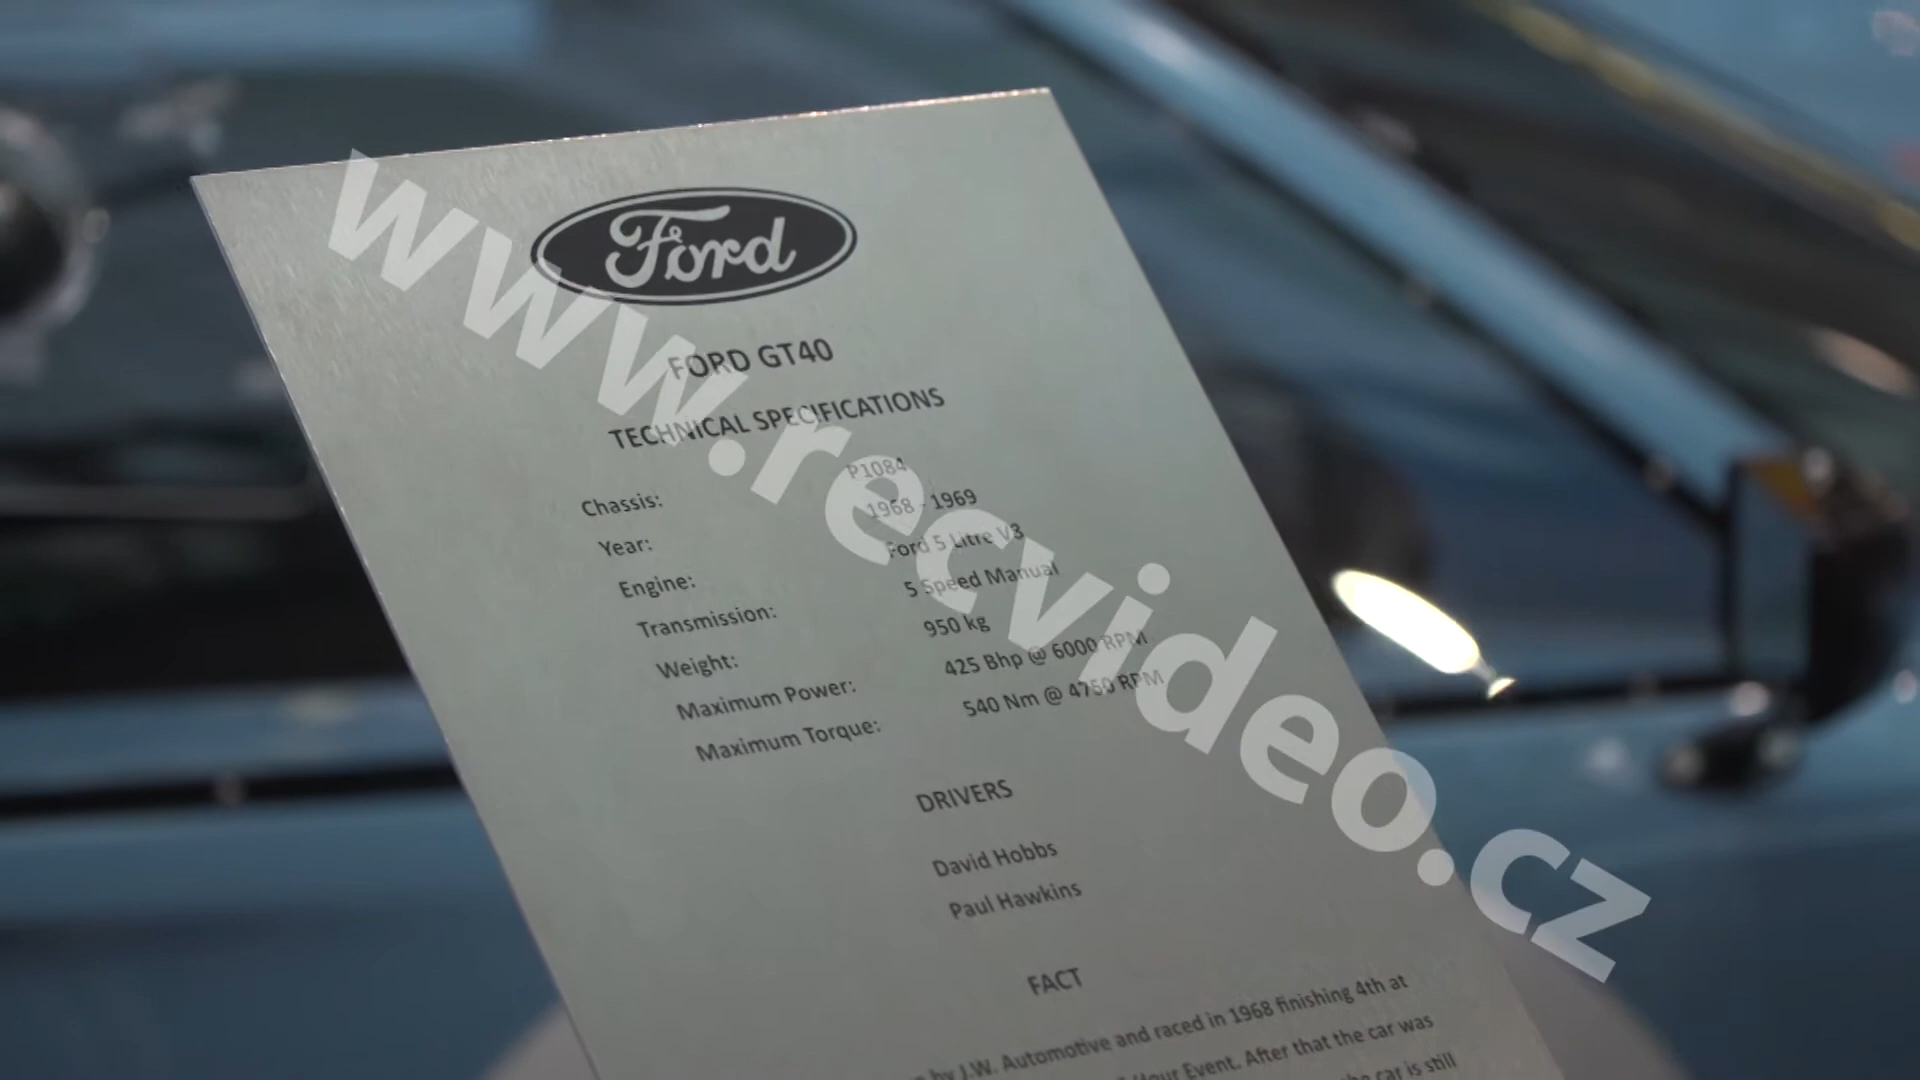 Ford
FORD GT40
TECHNICAL SPECIFICATIONS
Chassis: P1084
Year: 1968 - 1969
Engine: Ford 5 Litre V8
Transmission: 5 Speed Manual
Weight: 950 kg
Maximum Power: 425 Bhp @ 6000 RPM
Maximum Torque: 540 Nm @ 4750 RPM
DRIVERS
David Hobbs
Paul Hawkins
FACT
by J.W. Automotive and raced in 1968 finishing 4th at
Hour Event. After that the car was
the car is still
www.recvideo.cz